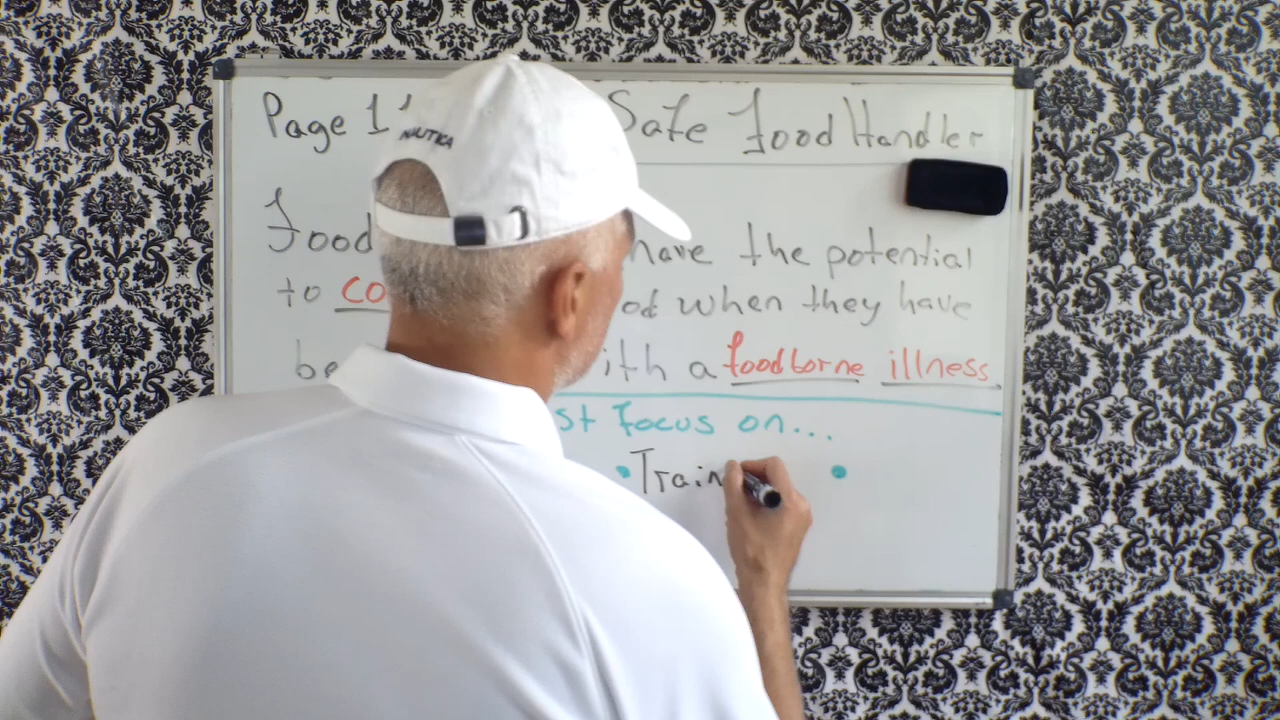 Page 1 Safe Food Handler
NAUTICA
Food have the potential
to co od when they have
be ith a foodborne illness
st Focus on...
• Train •